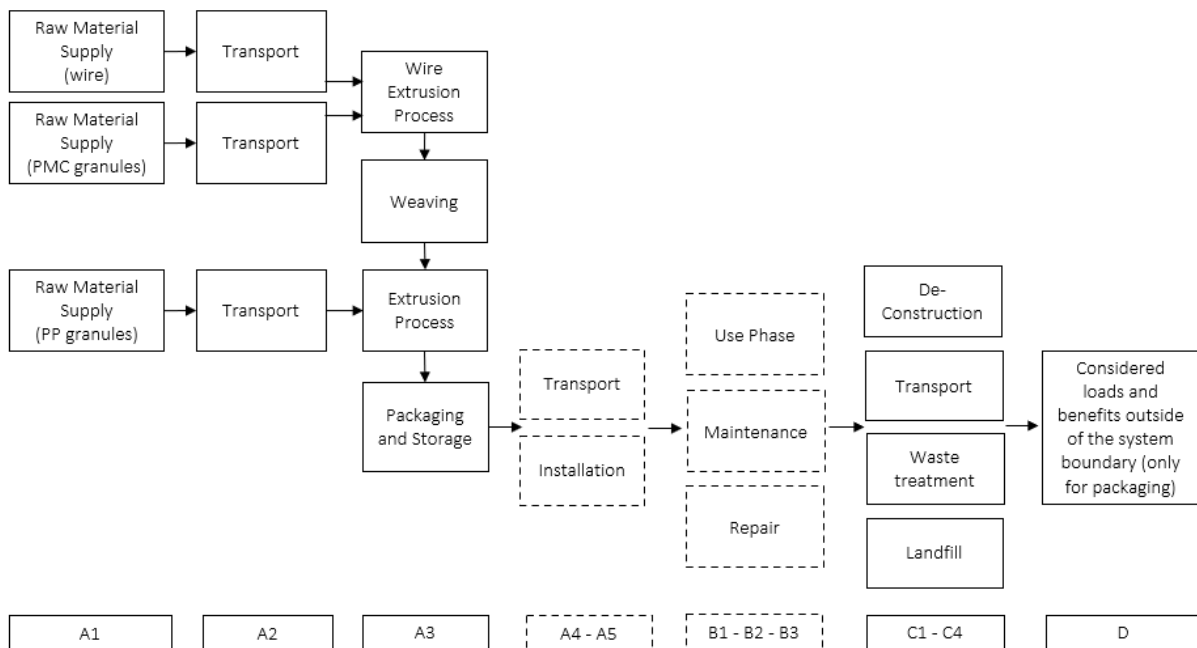 Raw Material
Supply
(wire)
Transport
Wire
Extrusion
Process
Raw Material
Supply
(PMC granules)
Transport
Weaving
Raw Material
Supply
(PP granules)
Transport
Extrusion
Process
Packaging
and Storage
Transport
Installation
Use Phase
Maintenance
Repair
De-
Construction
Transport
Waste
treatment
Landfill
Considered
loads and
benefits outside
of the system
boundary (only
for packaging)
A1
A2
A3
A4 - A5
B1 - B2 - B3
C1 - C4
D